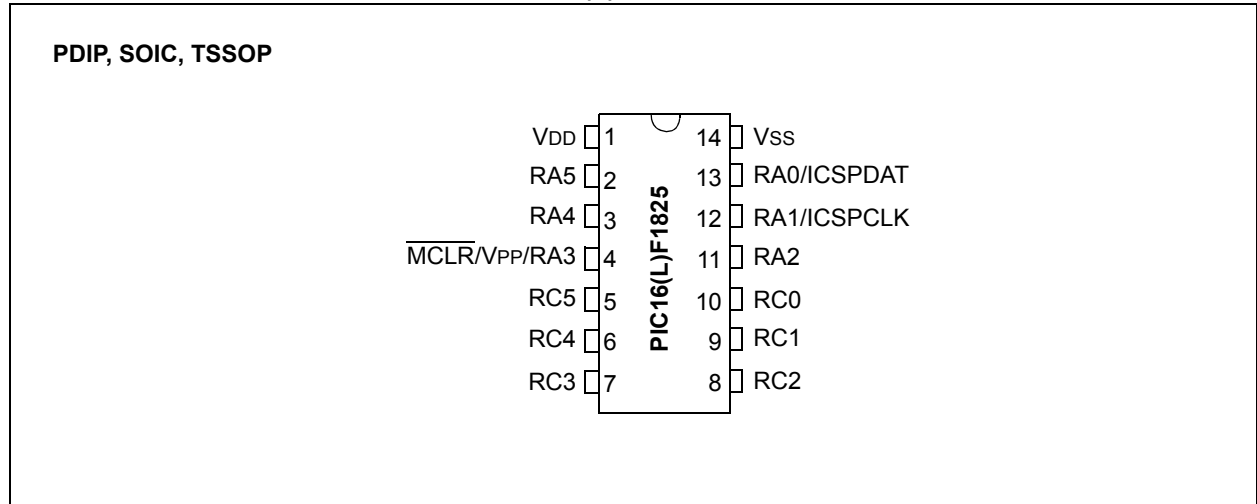 PDIP, SOIC, TSSOP
VDD 1 14 VSS
RA5 2 13 RA0/ICSPDAT
RA4 3 12 RA1/ICSPCLK
MCLR/VPP/RA3 4 11 RA2
RC5 5 10 RC0
RC4 6 9 RC1
RC3 7 8 RC2
PIC16(L)F1825